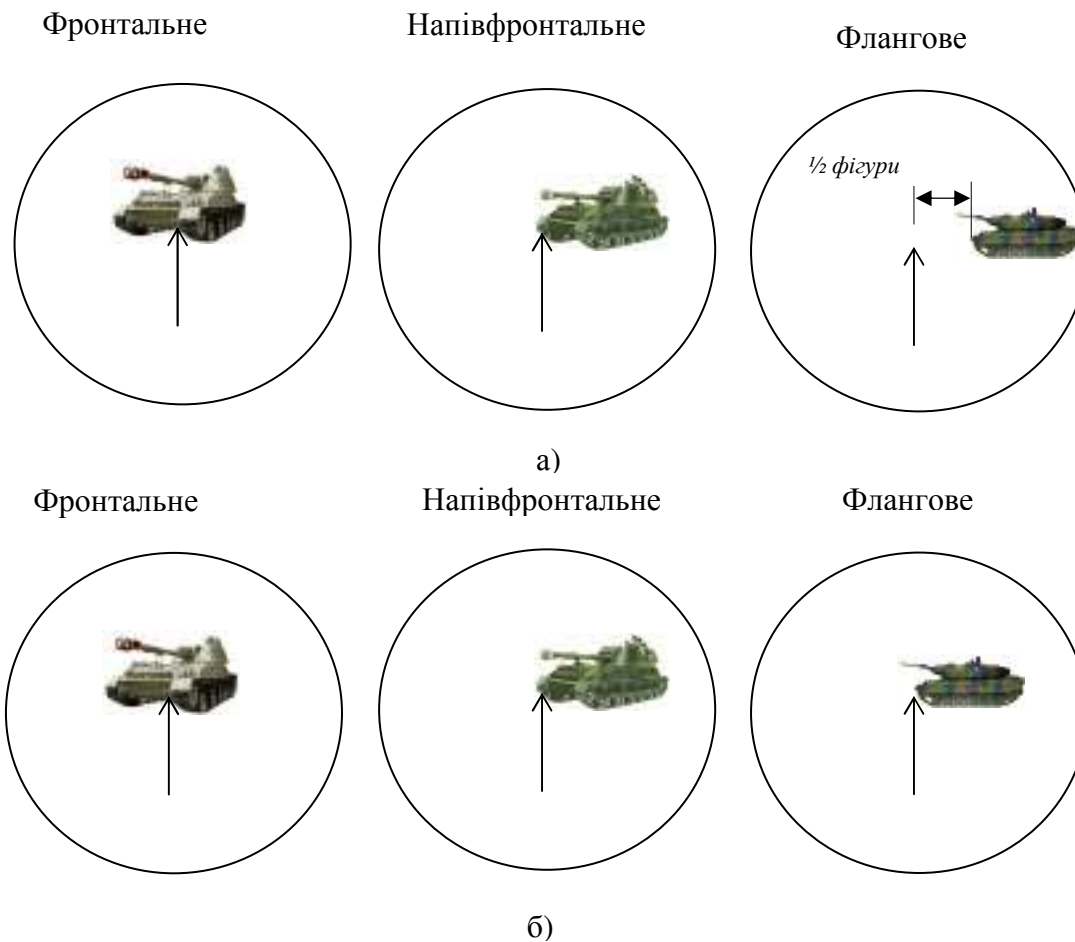 Фронтальне
Напівфронтальне
Флангове
½ фігури
а)
Фронтальне
Напівфронтальне
Флангове
б)